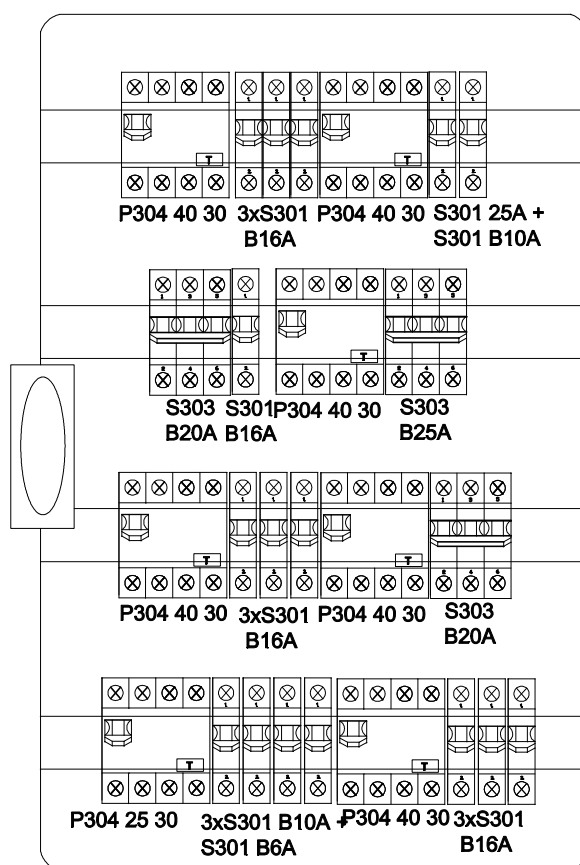 T T
P304 40 30 3xS301 P304 40 30 S301 25A +
B16A S301 B10A
T
S303 S301 P304 40 30 S303
B20A B16A B25A
T T
P304 40 30 3xS301 P304 40 30 S303
B16A B20A
T T
P304 25 30 3xS301 B10A + P304 40 30 3xS301
S301 B6A B16A